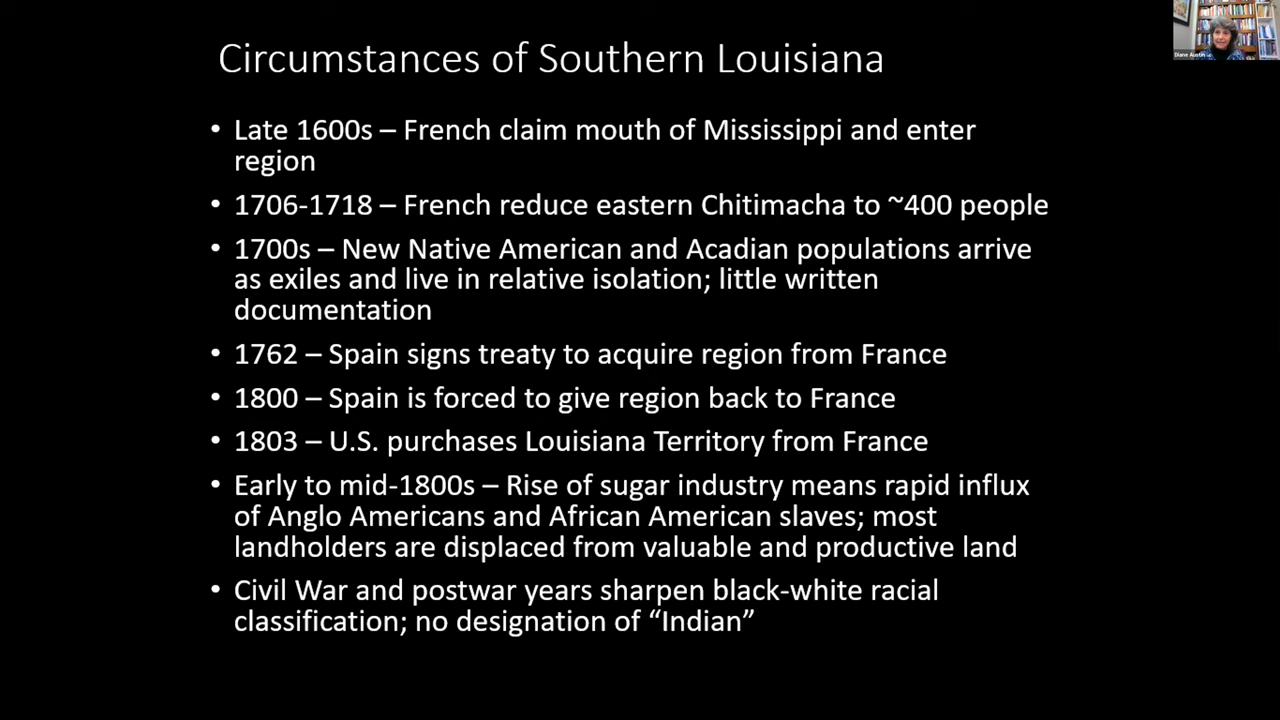 Circumstances of Southern Louisiana
• Late 1600s – French claim mouth of Mississippi and enter
region
• 1706-1718 – French reduce eastern Chitimacha to ~400 people
• 1700s – New Native American and Acadian populations arrive
as exiles and live in relative isolation; little written
documentation
• 1762 – Spain signs treaty to acquire region from France
• 1800 – Spain is forced to give region back to France
• 1803 – U.S. purchases Louisiana Territory from France
• Early to mid-1800s – Rise of sugar industry means rapid influx
of Anglo Americans and African American slaves; most
landholders are displaced from valuable and productive land
• Civil War and postwar years sharpen black-white racial
classification; no designation of “Indian”
Diane Austin